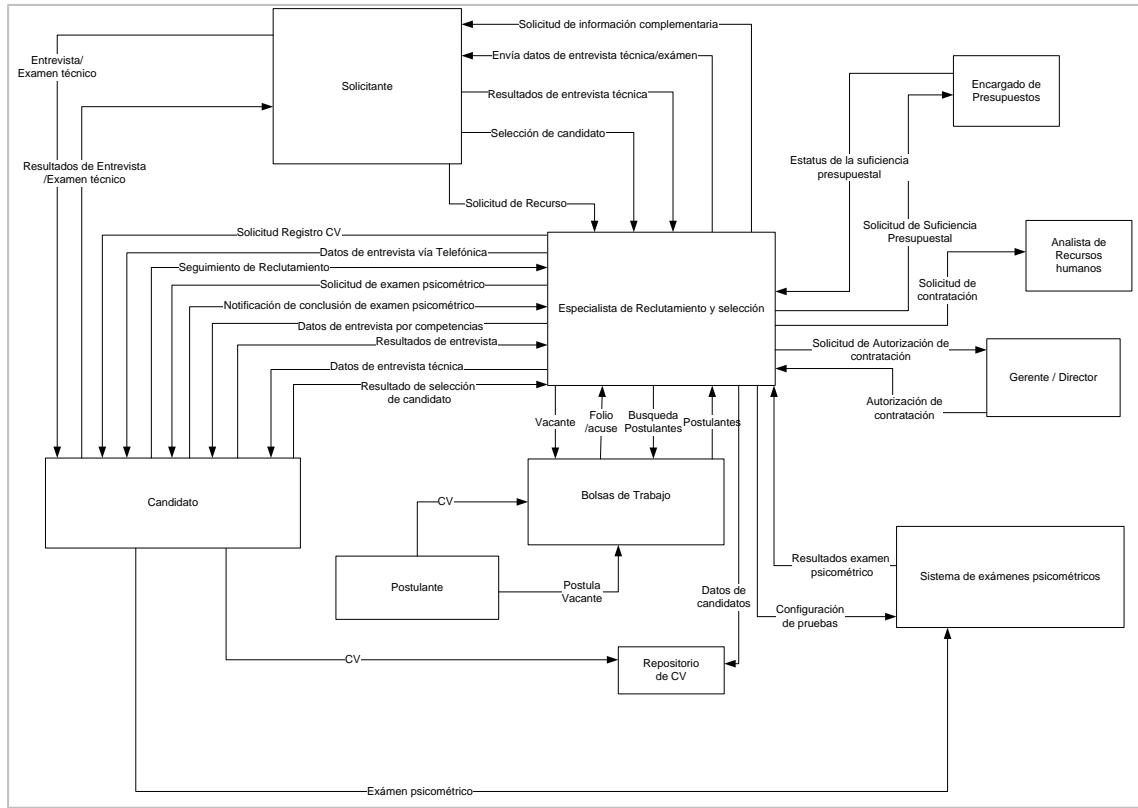 Solicitud de información complementaria
Entrevista/
Examen técnico
Envía datos de entrevista técnica/exámen
Solicitante
Encargado de
Presupuestos
Resultados de entrevista técnica
Selección de candidato
Resultados de Entrevista
/Examen técnico
Estatus de la suficiencia
presupuestal
Solicitud de Recurso
Solicitud de Suficiencia
Presupuestal
Solicitud Registro CV
Analista de
Recursos
humanos
Datos de entrevista vía Telefónica
Seguimiento de Reclutamiento
Solicitud de examen psicométrico
Solicitud de
contratación
Notificación de conclusión de examen psicométrico
Especialista de Reclutamiento y selección
Datos de entrevista por competencias
Resultados de entrevista
Solicitud de Autorización de
contratación
Datos de entrevista técnica
Gerente / Director
Resultado de selección
de candidato
Autorización de
contratación
Vacante
Folio
/acuse
Busqueda
Postulantes
Postulantes
Candidato
Bolsas de Trabajo
CV
Resultados examen
psicométrico
Sistema de exámenes psicométricos
Postulante
Postula
Vacante
Datos de
candidatos
Configuración
de pruebas
CV
Repositorio
de CV
Exámen psicométrico